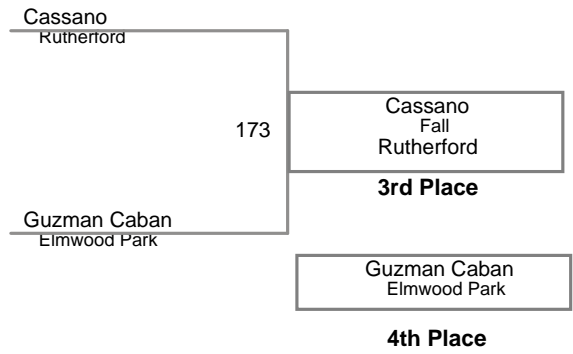 Cassano
Rutherford
173
Cassano
Fall
Rutherford
3rd Place
Guzman Caban
Elmwood Park
Guzman Caban
Elmwood Park
4th Place